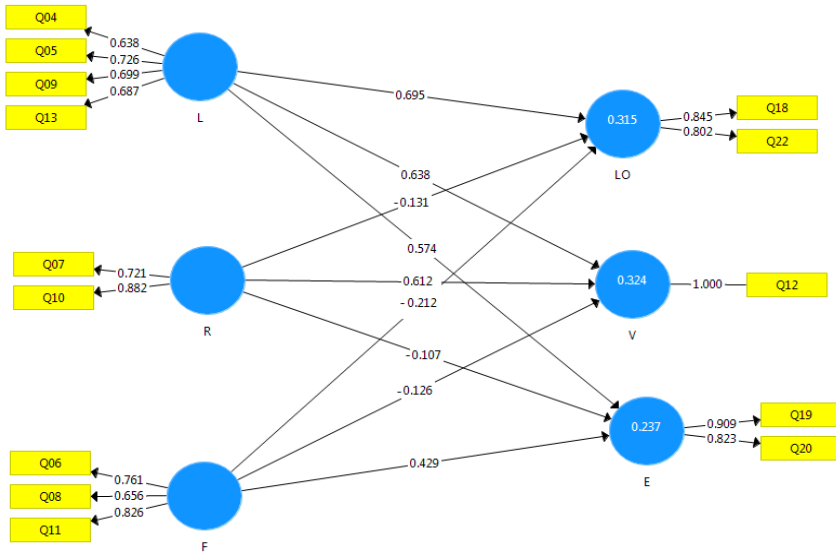 Q04
0.638
Q05
0.726
Q09
0.699
Q13
0.687
L
0.695
0.315
LO
0.845
Q18
0.802
Q22
0.638
-0.131
0.574
Q07
0.721
Q10
0.882
R
0.612
-0.212
0.324
V
1.000
Q12
-0.107
-0.126
0.429
0.237
E
0.909
Q19
0.823
Q20
Q06
0.761
Q08
0.656
Q11
0.826
F